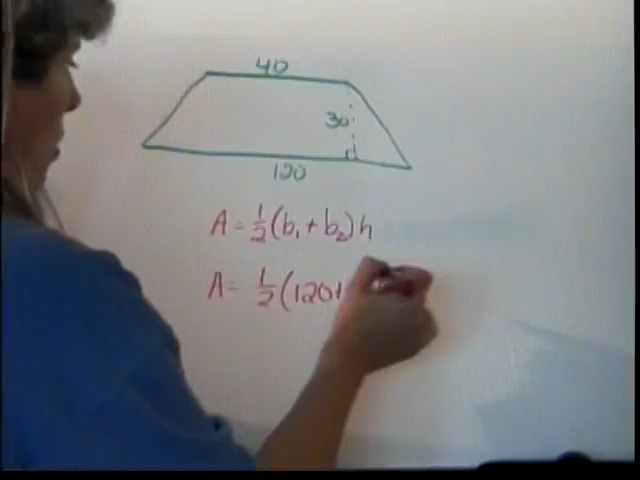 40
30
120
A = 1/2 (b₁ + b₂) h
A = 1/2 (120 +